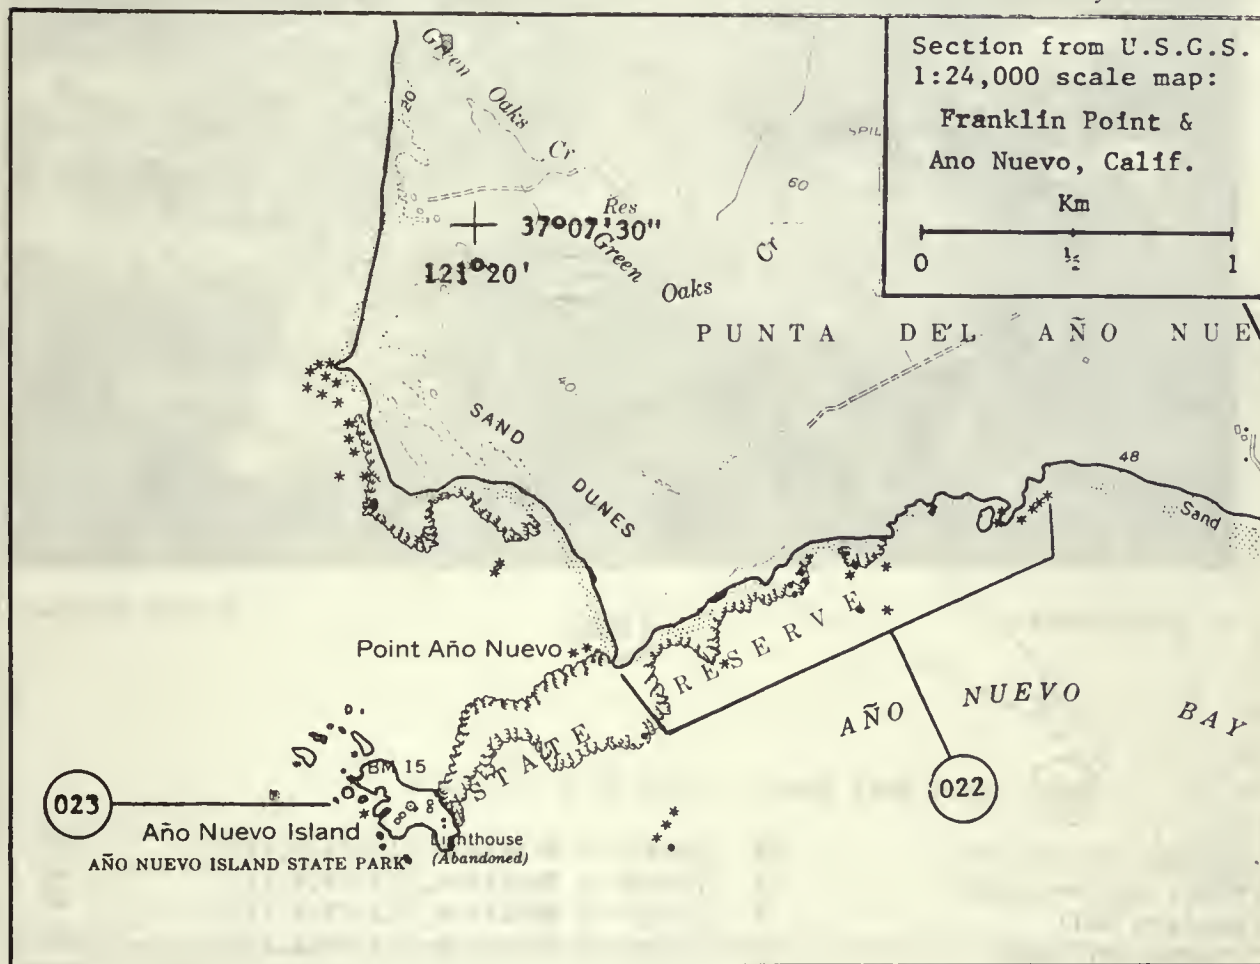 Section from U.S.G.S.
1:24,000 scale map:
Franklin Point &
Ano Nuevo, Calif.
Km
0 ½ 1
Green Oaks Cr
20
SPIL
60
Res
37°07'30"
121°20'
Green Oaks Cr
PUNTA DEL AÑO NUE
40
SAND DUNES
48
Sand
Point Año Nuevo
STATE RESERVE
AÑO NUEVO BAY
BM 15
8
023
022
Año Nuevo Island
AÑO NUEVO ISLAND STATE PARK
Lighthouse
(Abandoned)